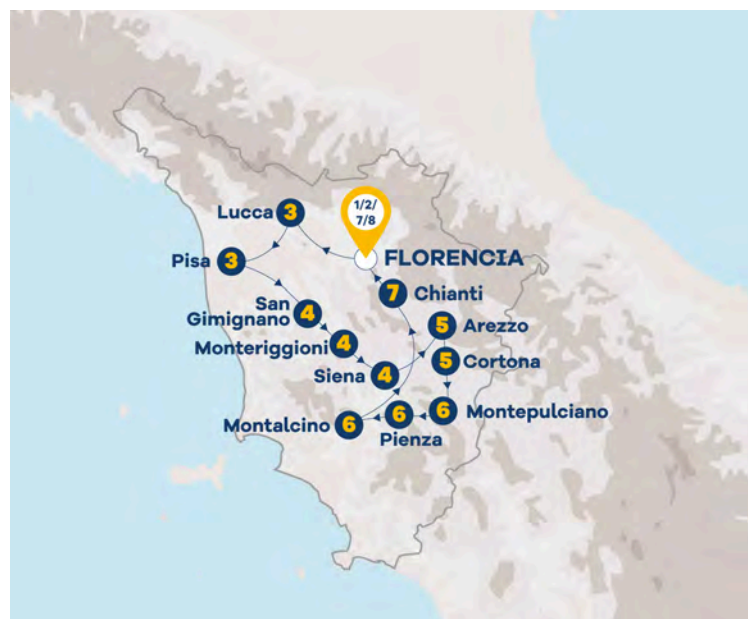 1/2/
7/8
Lucca 3
FLORENCIA
Pisa 3
7 Chianti
San
Gimignano
4
5 Arezzo
Monteriggioni 4
5 Cortona
Siena 4
6 Montepulciano
6
Pienza
Montalcino 6